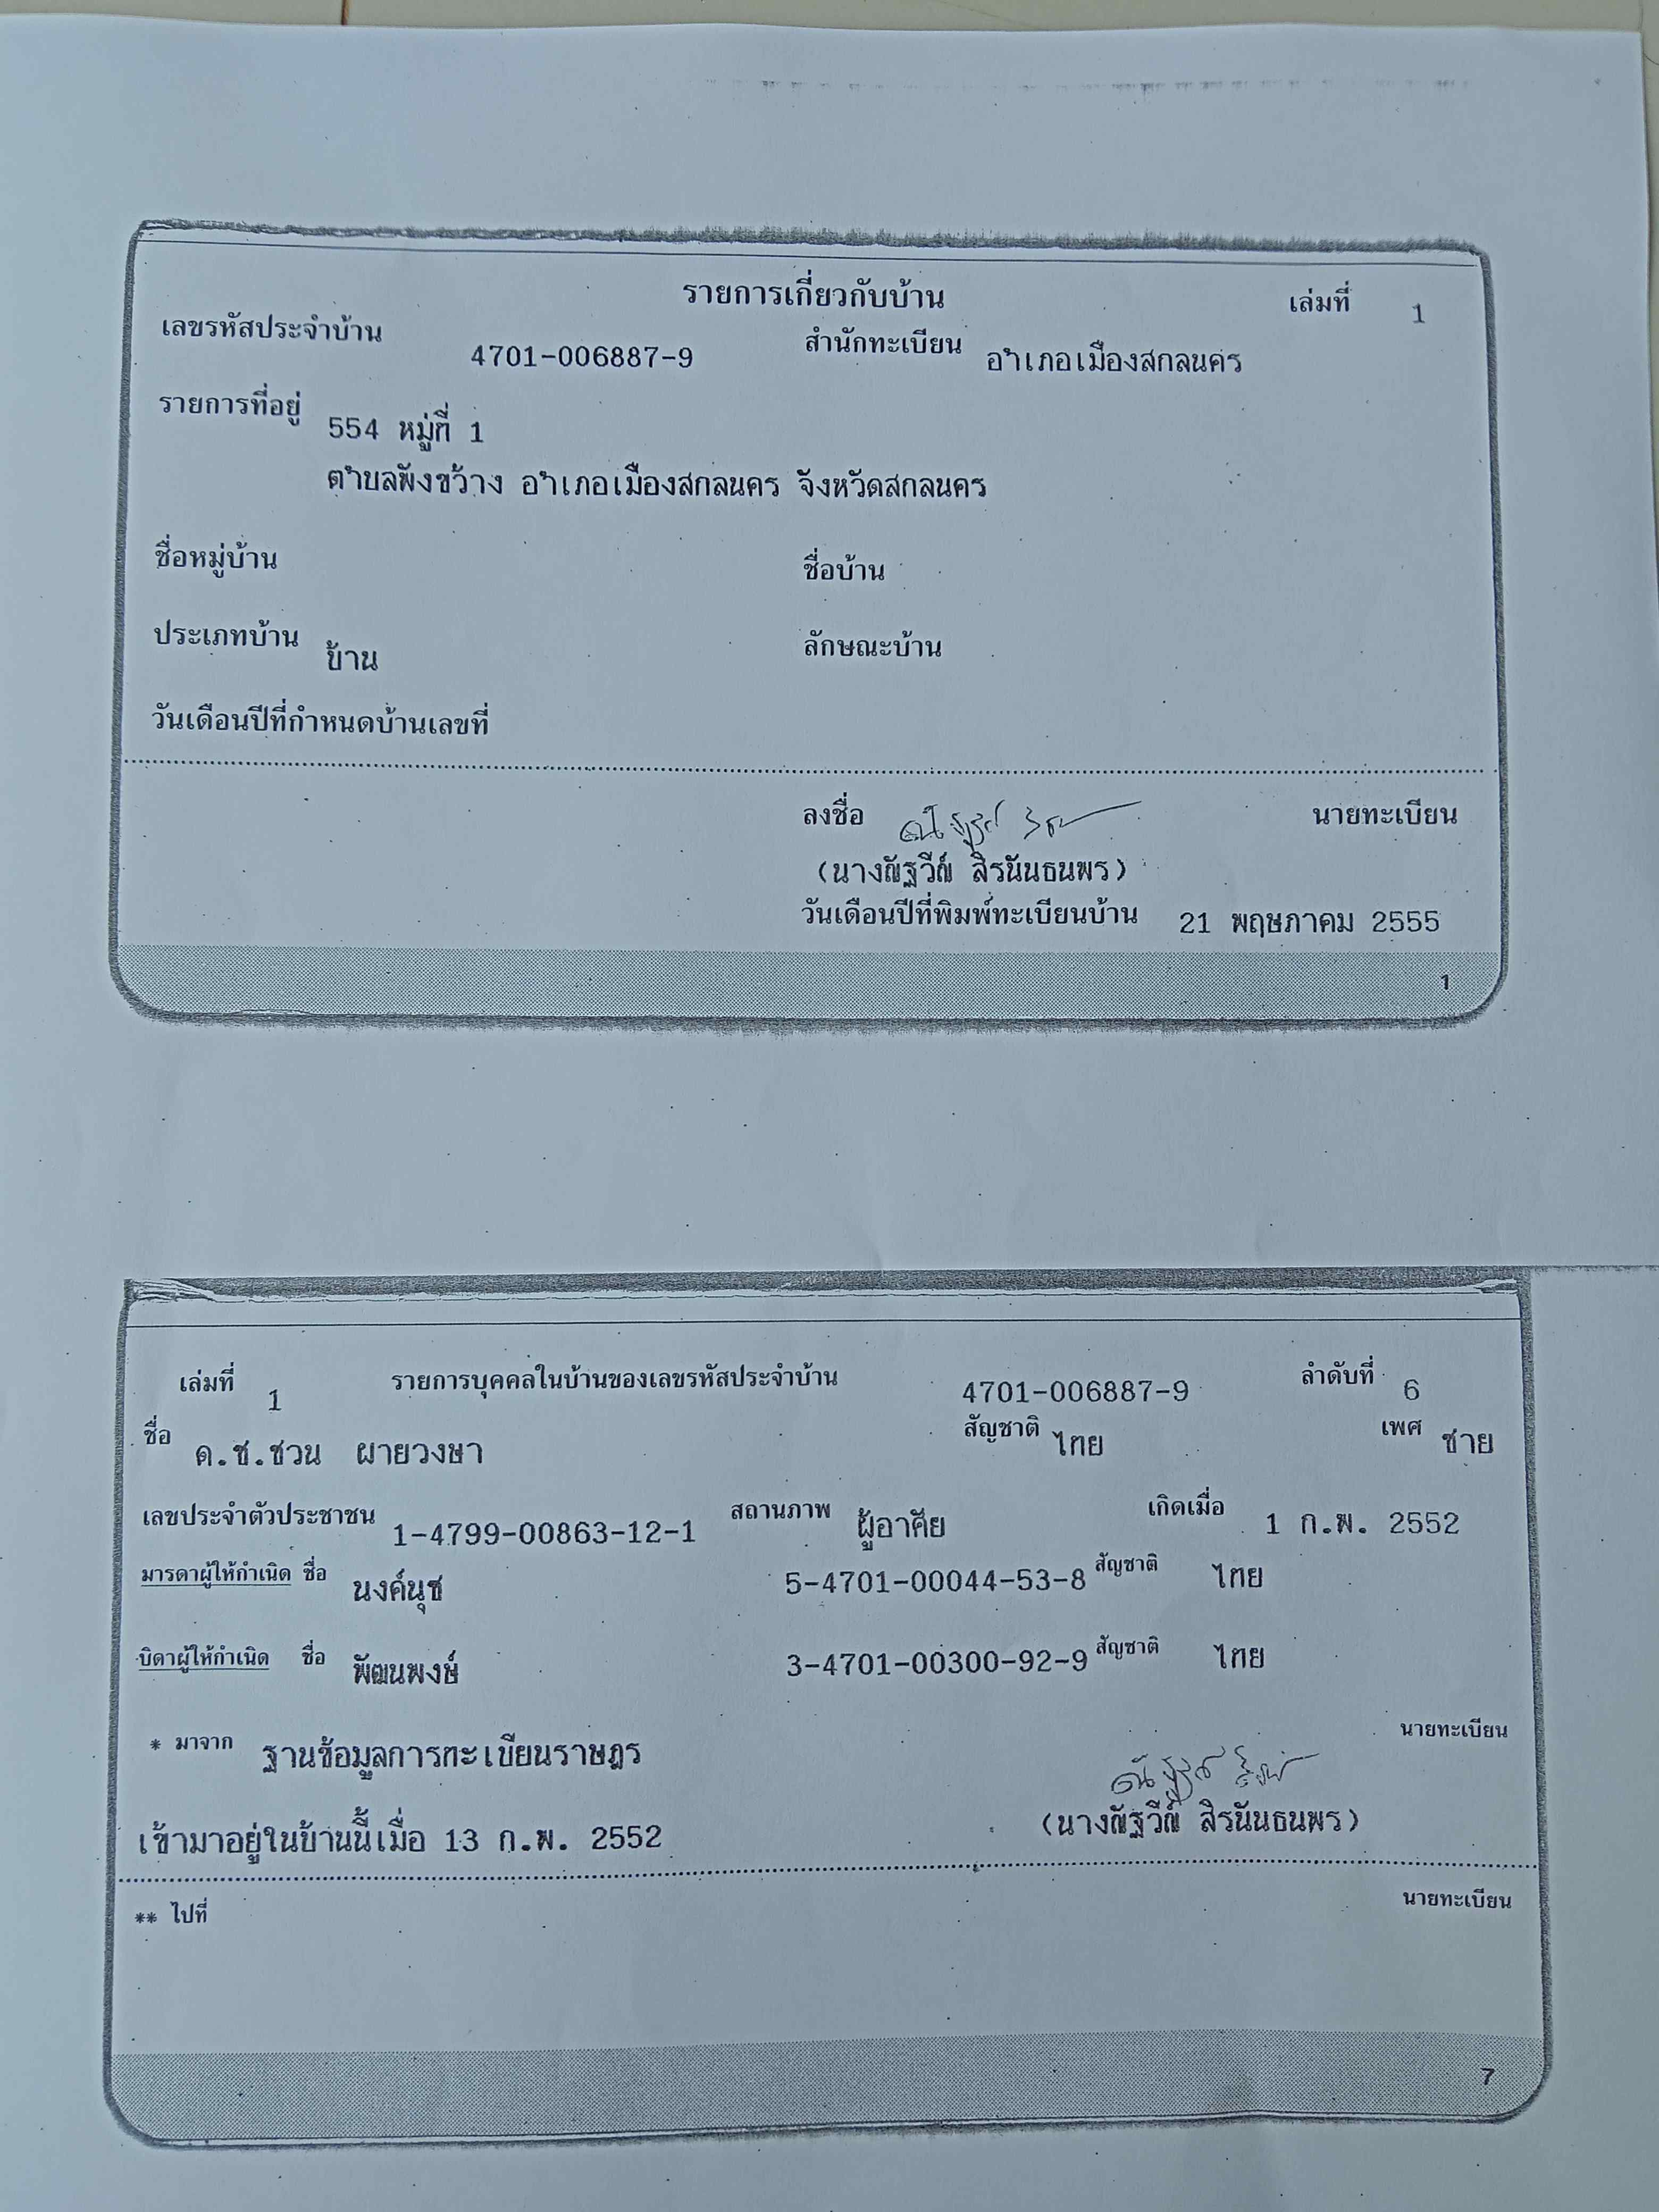 รายการเกี่ยวกับบ้าน เล่มที่ 1
เลขรหัสประจำบ้าน 4701-006887-9 สำนักทะเบียน อำเภอเมืองสกลนคร
รายการที่อยู่ 554 หมู่ที่ 1
ตำบลพังขว้าง อำเภอเมืองสกลนคร จังหวัดสกลนคร
ชื่อหมู่บ้าน ชื่อบ้าน
ประเภทบ้าน บ้าน ลักษณะบ้าน
วันเดือนปีที่กำหนดบ้านเลขที่
ลงชื่อ นายทะเบียน
(นางณัฐวีณ์ สิรนันธนพร)
วันเดือนปีที่พิมพ์ทะเบียนบ้าน 21 พฤษภาคม 2555
1
เล่มที่ 1 รายการบุคคลในบ้านของเลขรหัสประจำบ้าน 4701-006887-9 ลำดับที่ 6
ชื่อ ด.ช.ชวน ผายวงษา สัญชาติ ไทย เพศ ชาย
เลขประจำตัวประชาชน 1-4799-00863-12-1 สถานภาพ ผู้อาศัย เกิดเมื่อ 1 ก.พ. 2552
มารดาผู้ให้กำเนิด ชื่อ นงค์นุช 5-4701-00044-53-8 สัญชาติ ไทย
บิดาผู้ให้กำเนิด ชื่อ พัฒนพงษ์ 3-4701-00300-92-9 สัญชาติ ไทย
* มาจาก ฐานข้อมูลการทะเบียนราษฎร นายทะเบียน
(นางณัฐวีณ์ สิรนันธนพร)
เข้ามาอยู่ในบ้านนี้เมื่อ 13 ก.พ. 2552
** ไปที่ นายทะเบียน
7